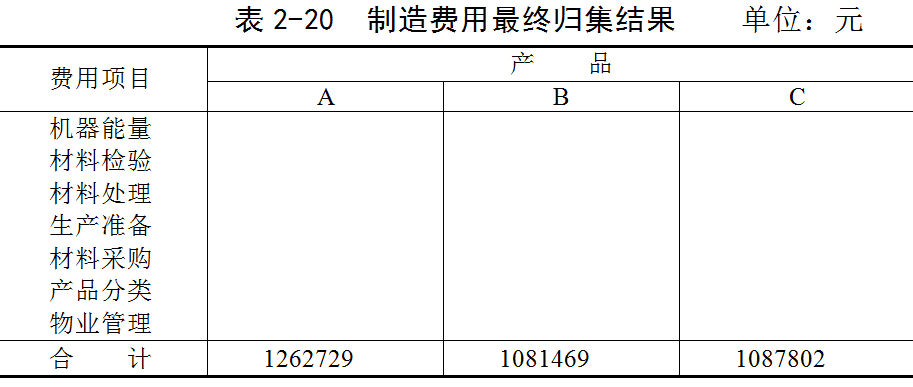 表 2-20 制造费用最终归集结果 单位：元
费用项目 产 品
A B C
机器能量
材料检验
材料处理
生产准备
材料采购
产品分类
物业管理
合 计 1262729 1081469 1087802